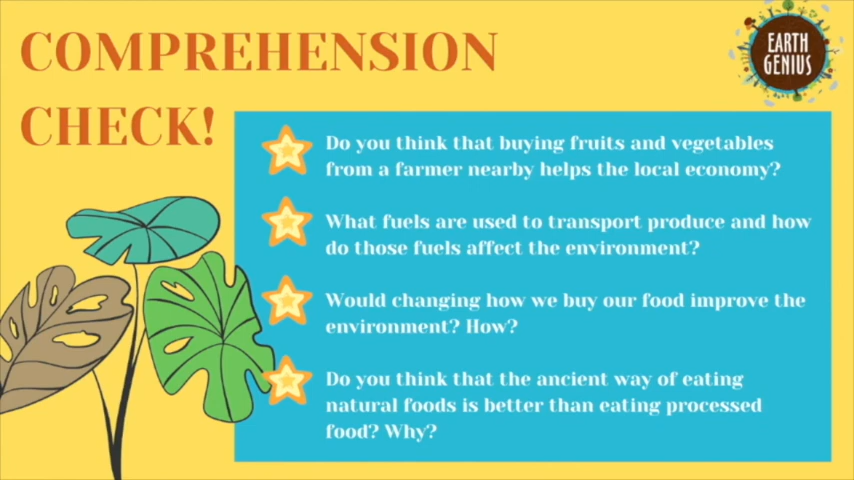 COMPREHENSION
CHECK!
EARTH
GENIUS
Do you think that buying fruits and vegetables
from a farmer nearby helps the local economy?
What fuels are used to transport produce and how
do those fuels affect the environment?
Would changing how we buy our food improve the
environment? How?
Do you think that the ancient way of eating
natural foods is better than eating processed
food? Why?